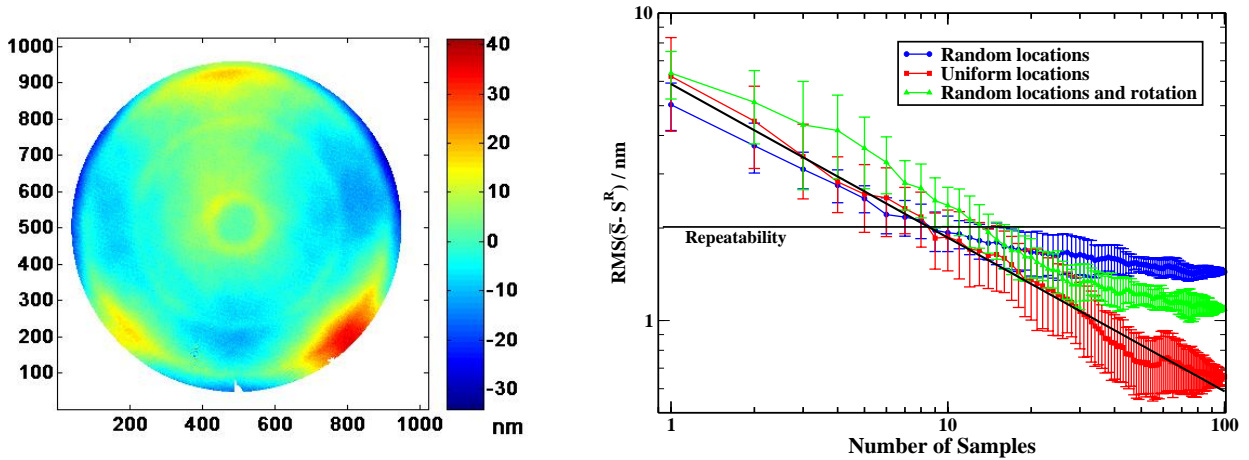 1000
900
800
700
600
500
400
300
200
100
200 400 600 800 1000
40
30
20
10
0
-10
-20
-30
nm
10
1
RMS(S̅- S^R) / nm
Random locations
Uniform locations
Random locations and rotation
Repeatability
1 10 100
Number of Samples